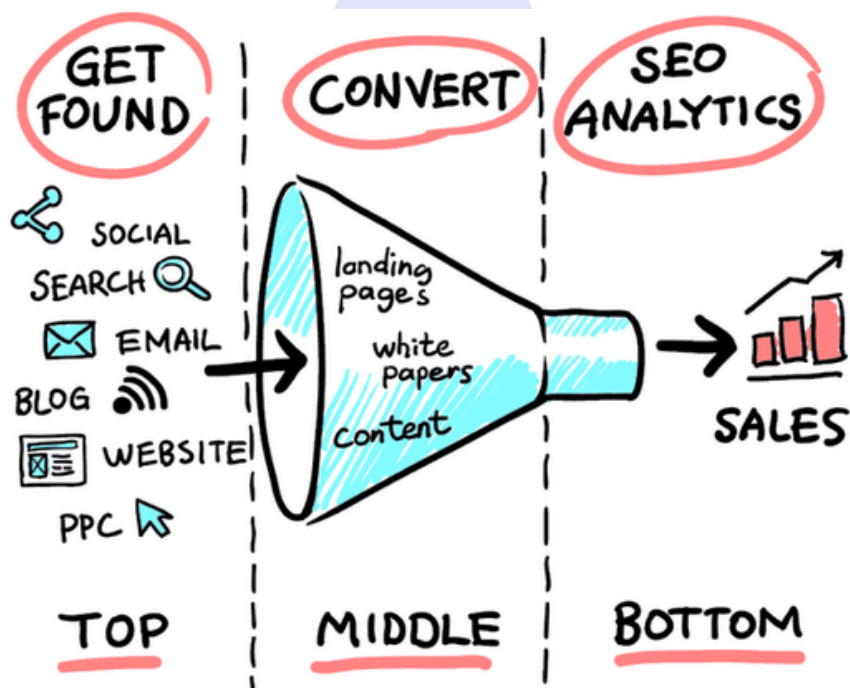 GET
FOUND
CONVERT
SEO
ANALYTICS
SOCIAL
SEARCH
EMAIL
BLOG
WEBSITE
PPC
landing
pages
white
papers
content
SALES
TOP
MIDDLE
BOTTOM